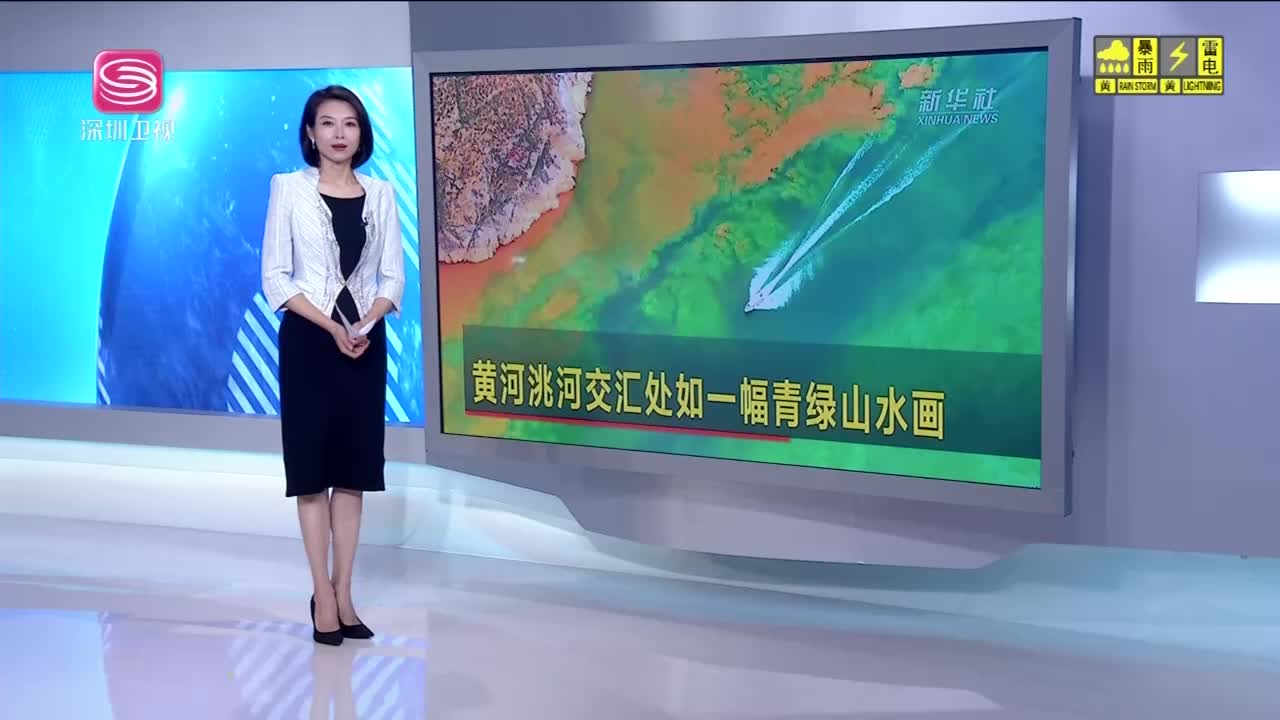 深圳卫视
新华社
XINHUA NEWS
黄河洮河交汇处如一幅青绿山水画
暴雨
黄 RAIN STORM
雷电
黄 LIGHTNING